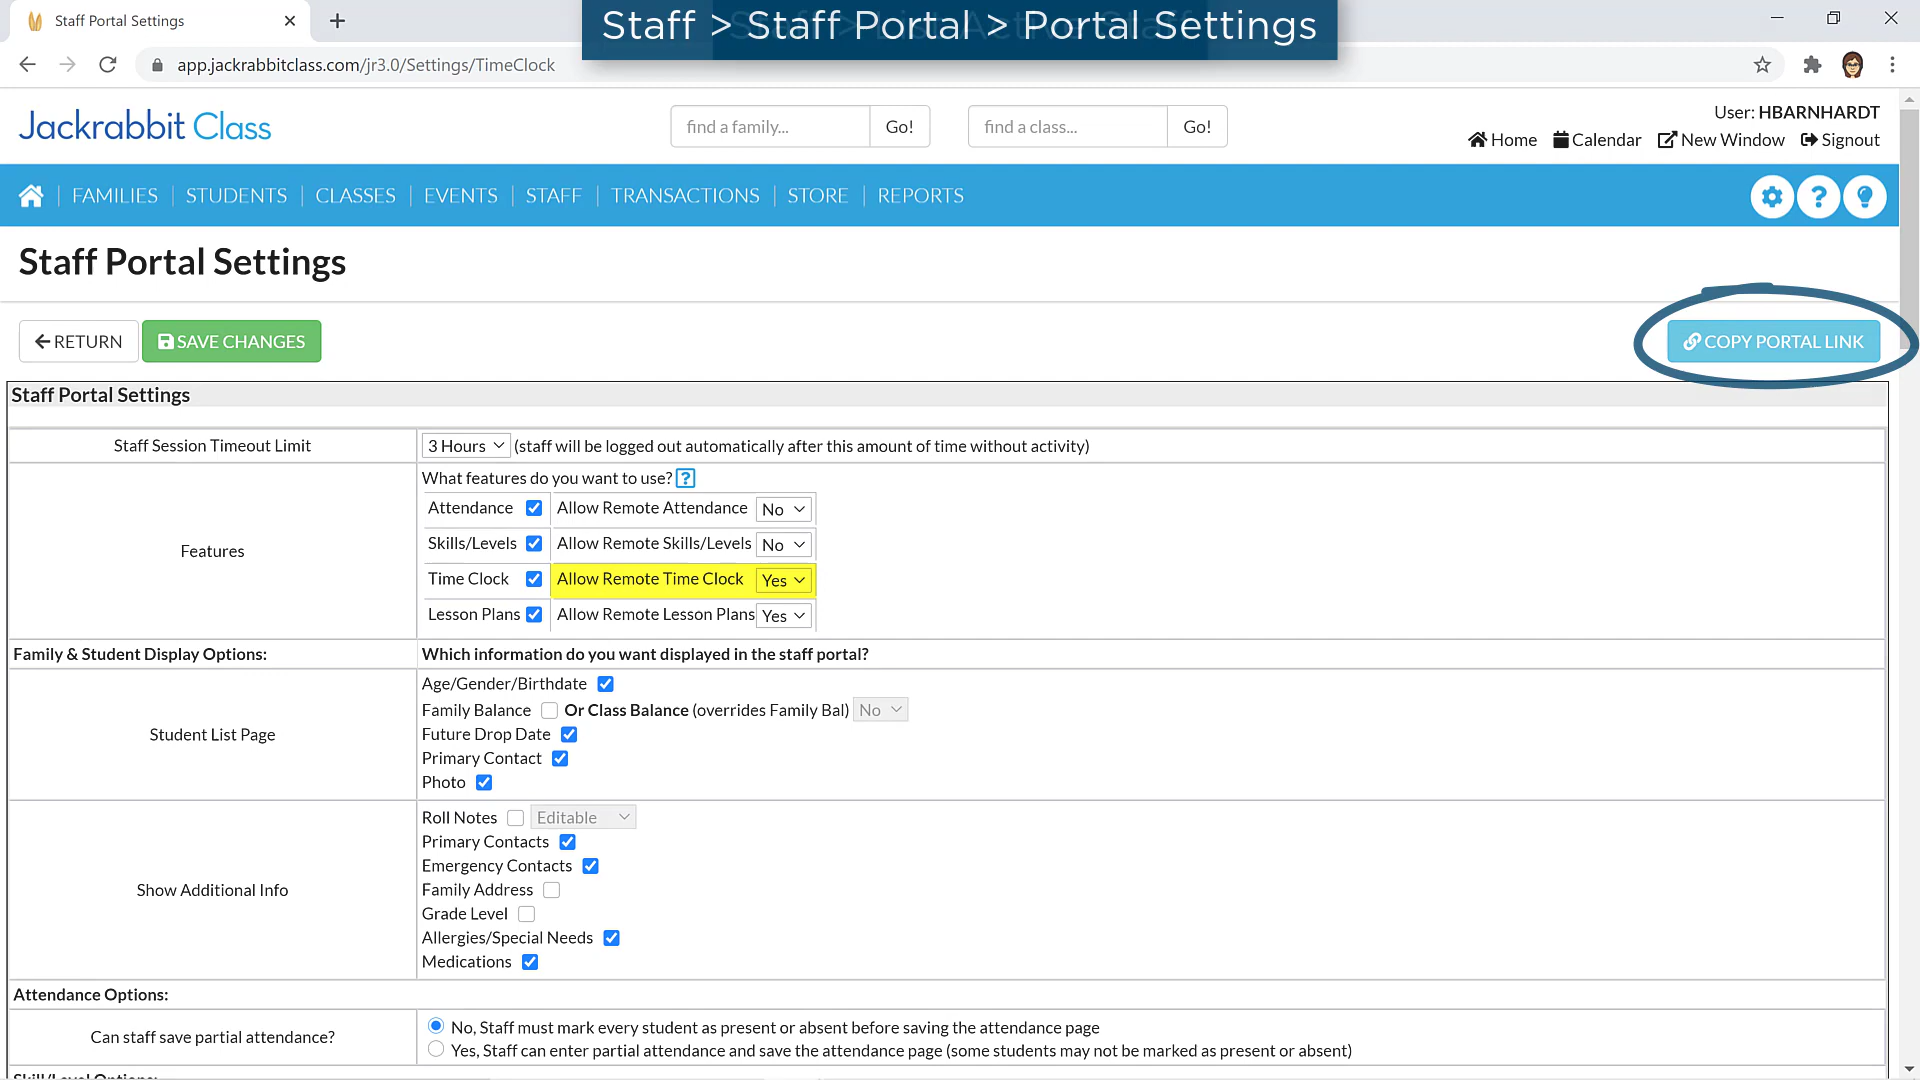 Staff Portal Settings
Staff > Staff Portal > Portal Settings
app.jackrabbitclass.com/jr3.0/Settings/TimeClock
Jackrabbit Class
find a family...
Go!
find a class...
Go!
User: HBARNHARDT
Home
Calendar
New Window
Signout
FAMILIES
STUDENTS
CLASSES
EVENTS
STAFF
TRANSACTIONS
STORE
REPORTS
?
Staff Portal Settings
RETURN
SAVE CHANGES
COPY PORTAL LINK
Staff Portal Settings
Staff Session Timeout Limit
3 Hours (staff will be logged out automatically after this amount of time without activity)
Features
What features do you want to use? ?
Attendance Allow Remote Attendance No
Skills/Levels Allow Remote Skills/Levels No
Time Clock Allow Remote Time Clock Yes
Lesson Plans Allow Remote Lesson Plans Yes
Family & Student Display Options:
Which information do you want displayed in the staff portal?
Student List Page
Age/Gender/Birthdate
Family Balance Or Class Balance (overrides Family Bal) No
Future Drop Date
Primary Contact
Photo
Show Additional Info
Roll Notes Editable
Primary Contacts
Emergency Contacts
Family Address
Grade Level
Allergies/Special Needs
Medications
Attendance Options:
Can staff save partial attendance?
No, Staff must mark every student as present or absent before saving the attendance page
Yes, Staff can enter partial attendance and save the attendance page (some students may not be marked as present or absent)
Skill/Level Options: